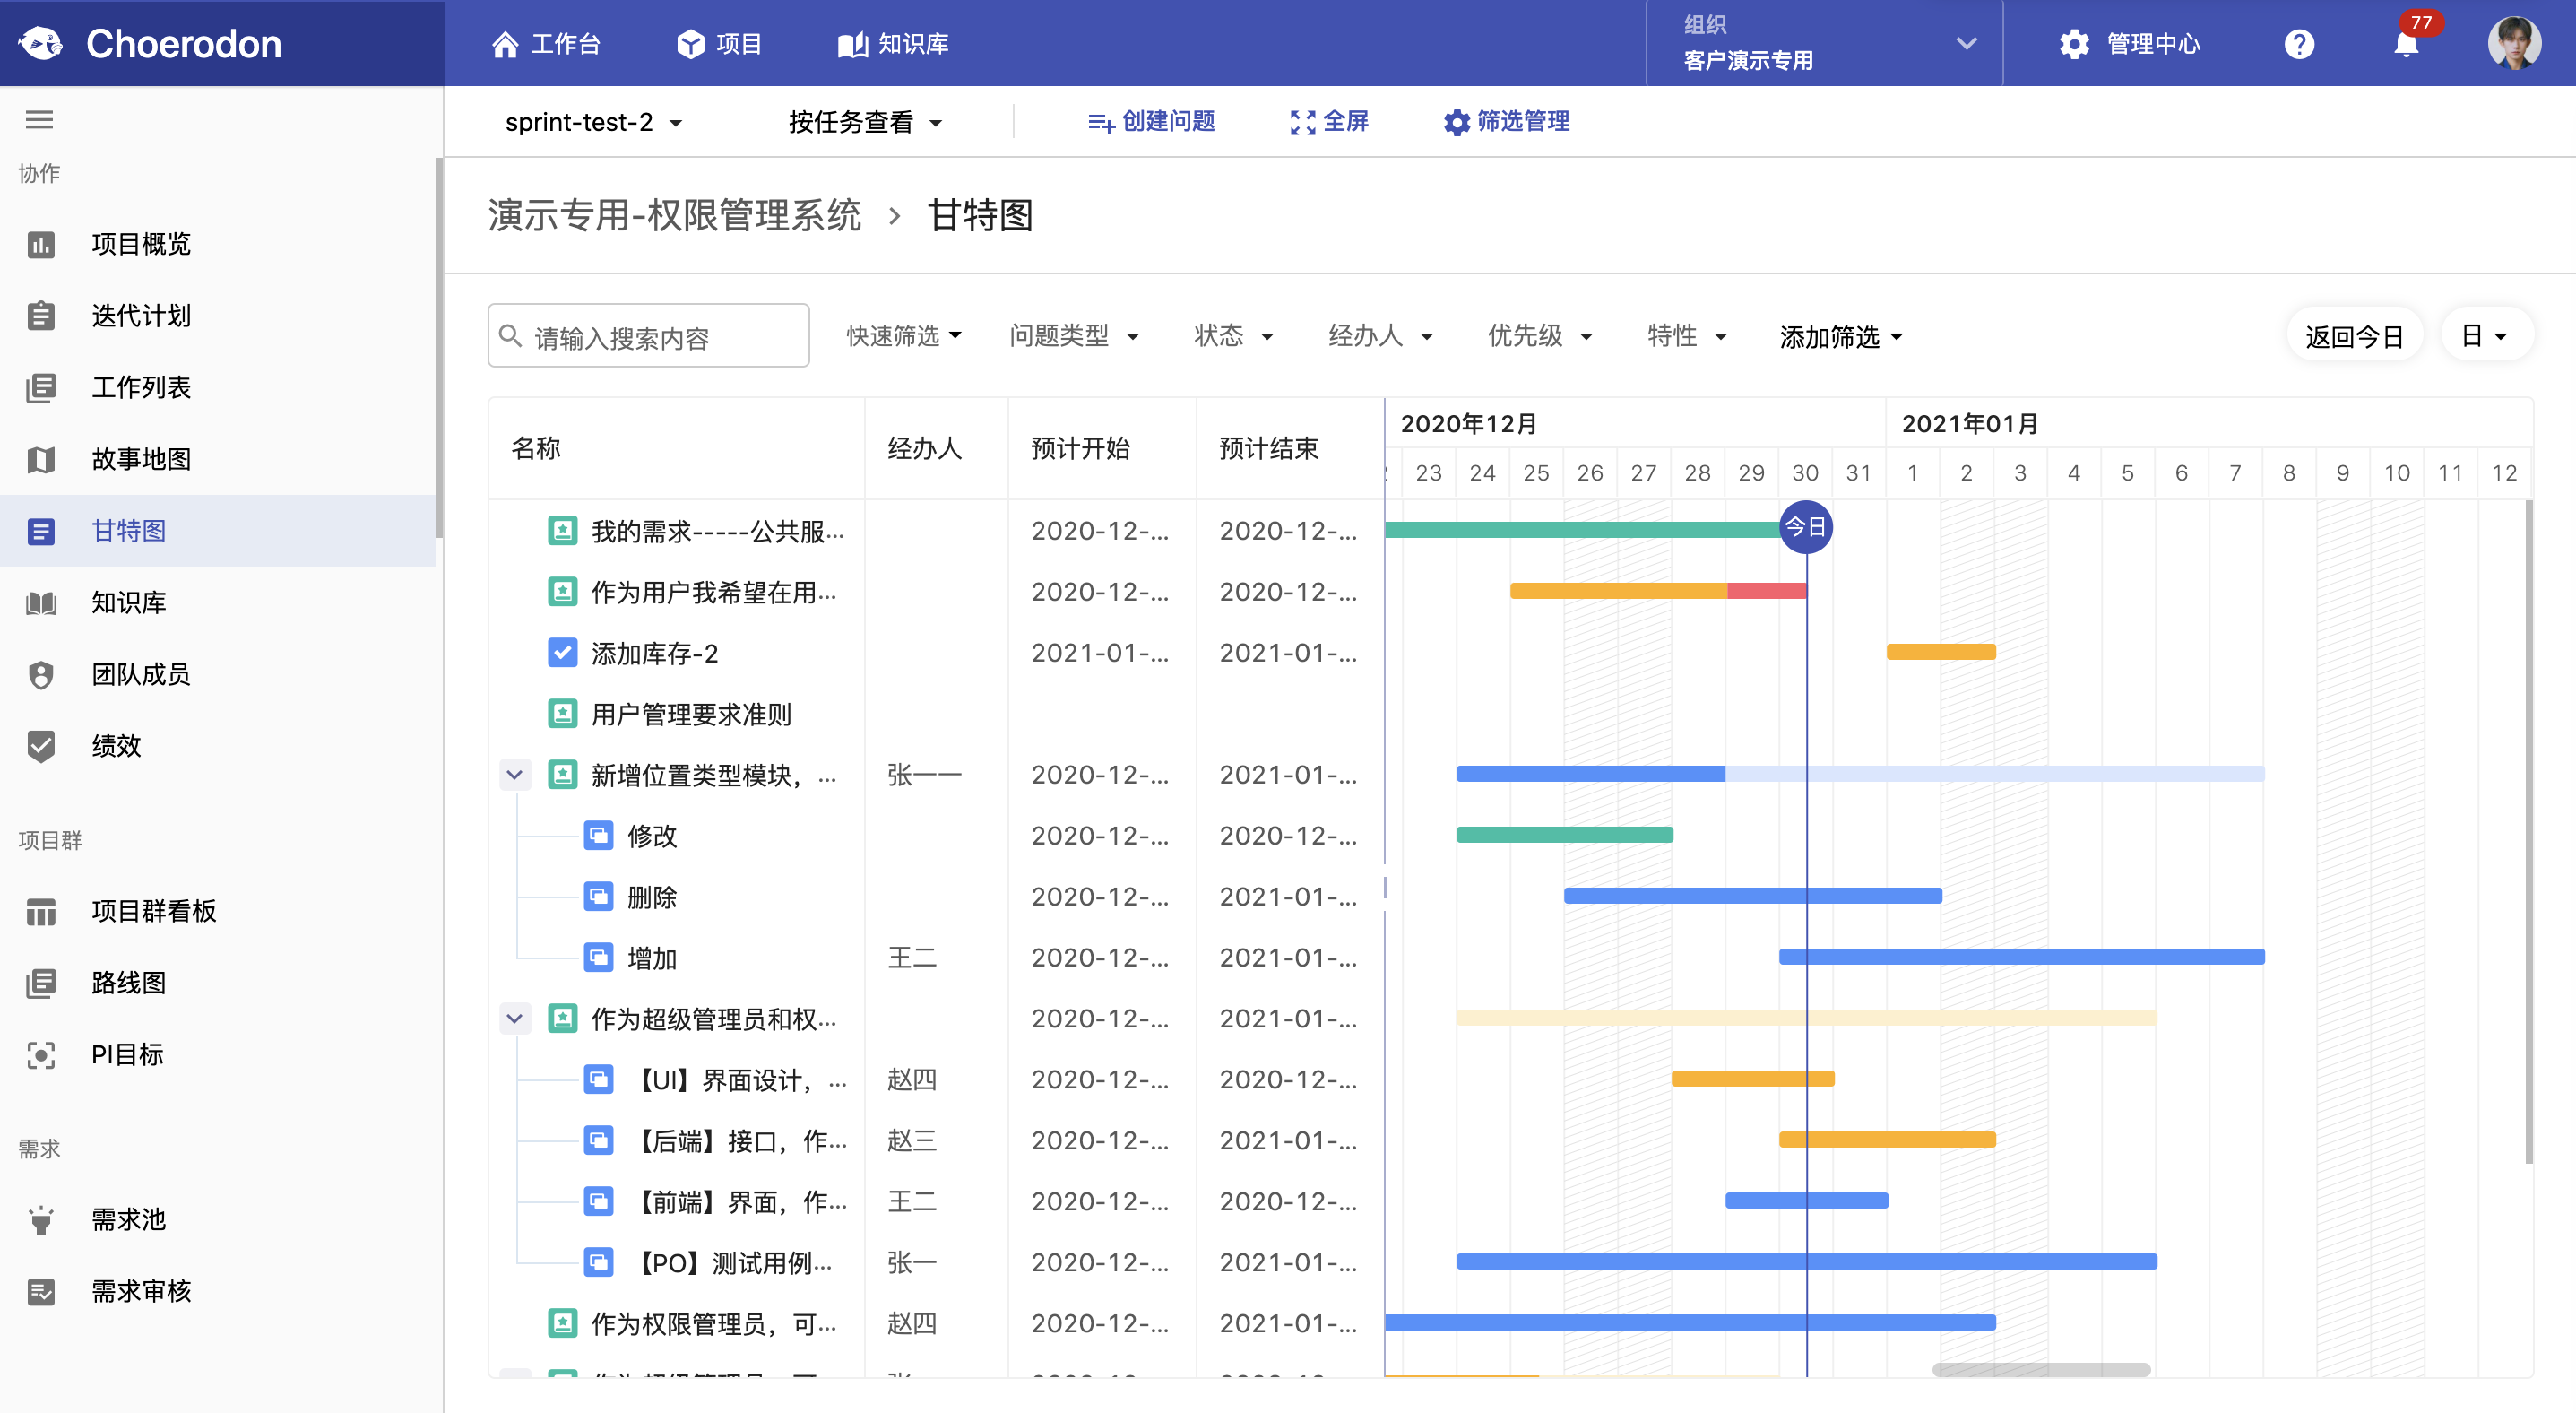 Choerodon
工作台
项目
知识库
组织
客户演示专用
管理中心
77
sprint-test-2
按任务查看
创建问题
全屏
筛选管理
协作
项目概览
迭代计划
工作列表
故事地图
甘特图
知识库
团队成员
绩效
项目群
项目群看板
路线图
PI目标
需求
需求池
需求审核
演示专用-权限管理系统 › 甘特图
请输入搜索内容
快速筛选
问题类型
状态
经办人
优先级
特性
添加筛选
返回今日
日
名称 经办人 预计开始 预计结束
2020年12月 2021年01月
23 24 25 26 27 28 29 30 31 1 2 3 4 5 6 7 8 9 10 11 12
今日
我的需求-----公共服... 2020-12-... 2020-12-...
作为用户我希望在用... 2020-12-... 2020-12-...
添加库存-2 2021-01-... 2021-01-...
用户管理要求准则
新增位置类型模块，... 张一一 2020-12-... 2021-01-...
修改 2020-12-... 2020-12-...
删除 2020-12-... 2021-01-...
增加 王二 2020-12-... 2021-01-...
作为超级管理员和权... 2020-12-... 2021-01-...
【UI】界面设计，... 赵四 2020-12-... 2020-12-...
【后端】接口，作... 赵三 2020-12-... 2021-01-...
【前端】界面，作... 王二 2020-12-... 2020-12-...
【PO】测试用例... 张一 2020-12-... 2021-01-...
作为权限管理员，可... 赵四 2020-12-... 2021-01-...